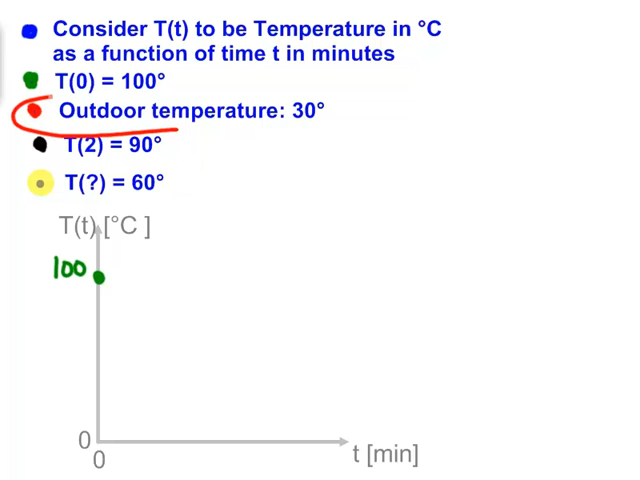 Consider T(t) to be Temperature in °C
as a function of time t in minutes
T(0) = 100°
Outdoor temperature: 30°
T(2) = 90°
T(?) = 60°
T(t) [°C ]
100
0
0
t [min]